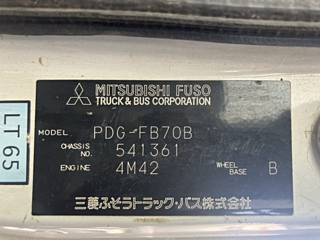 MITSUBISHI FUSO
TRUCK & BUS CORPORATION
MODEL PDG-FB70B
CHASSIS NO. 541361
ENGINE 4M42 WHEEL BASE B
三菱ふそうトラック・バス株式会社
LT 65